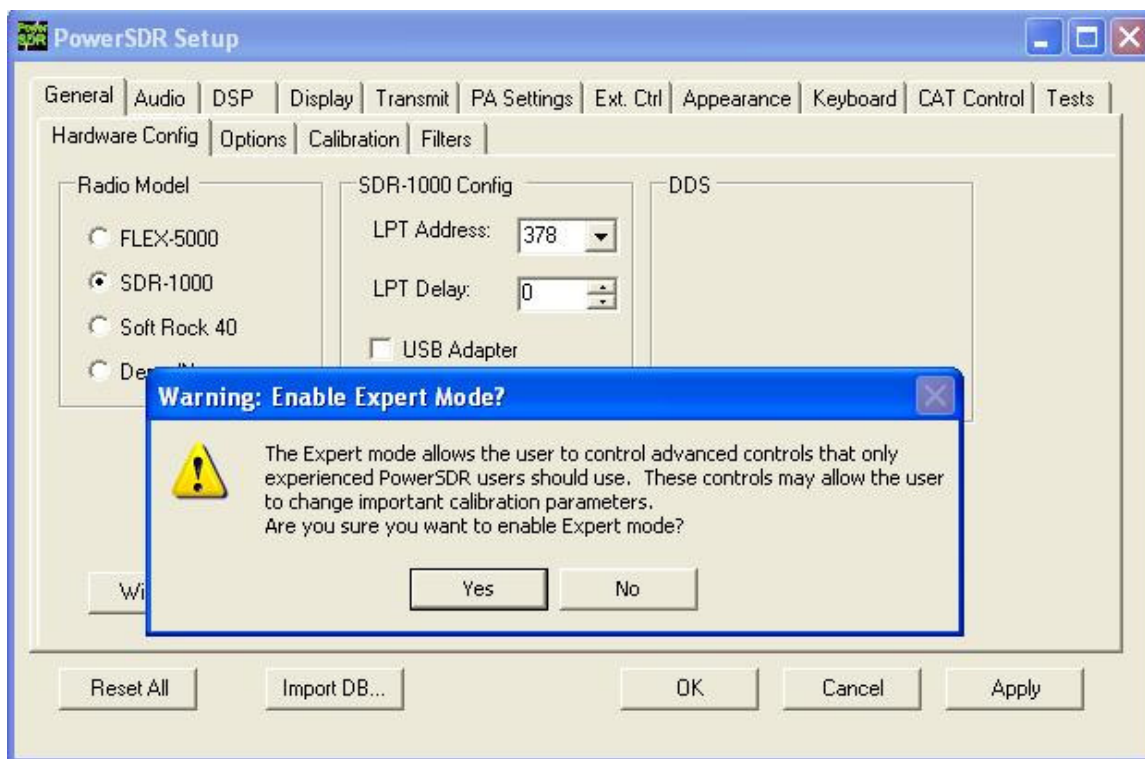 Power SDR
PowerSDR Setup
General Audio DSP Display Transmit PA Settings Ext. Ctrl Appearance Keyboard CAT Control Tests
Hardware Config Options Calibration Filters
Radio Model
FLEX-5000
SDR-1000
Soft Rock 40
SDR-1000 Config
LPT Address: 378
LPT Delay: 0
USB Adapter
DDS
Warning: Enable Expert Mode?
The Expert mode allows the user to control advanced controls that only
experienced PowerSDR users should use. These controls may allow the user
to change important calibration parameters.
Are you sure you want to enable Expert mode?
Yes No
Reset All Import DB... OK Cancel Apply